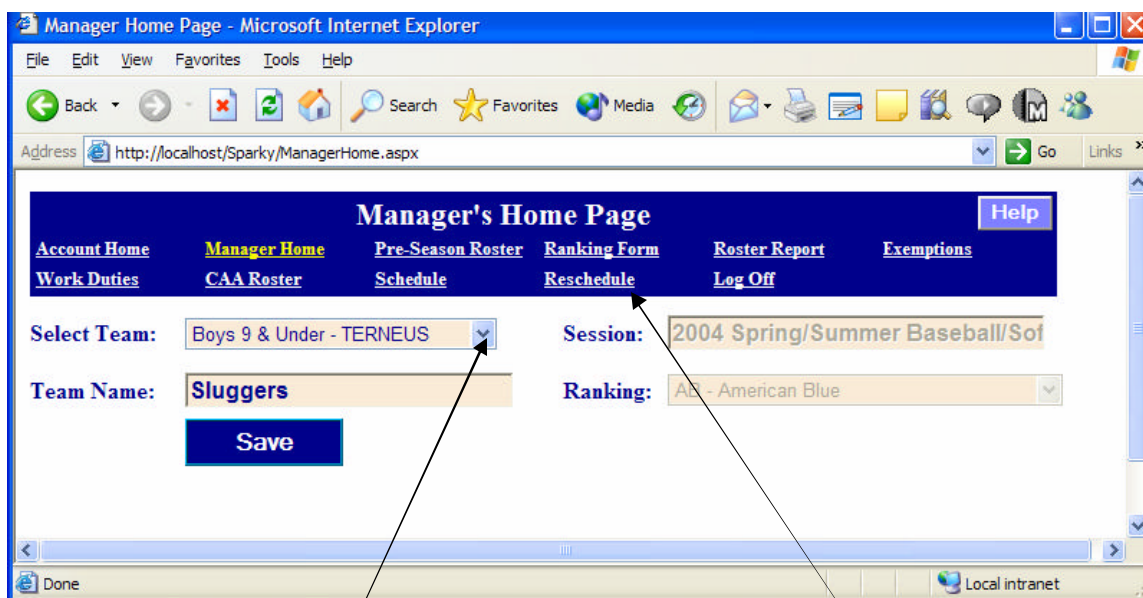 Manager Home Page - Microsoft Internet Explorer
File Edit View Favorites Tools Help
Back Search Favorites Media
Address http://localhost/Sparky/ManagerHome.aspx Go Links »
Manager's Home Page Help
Account Home Manager Home Pre-Season Roster Ranking Form Roster Report Exemptions
Work Duties CAA Roster Schedule Reschedule Log Off
Select Team: Boys 9 & Under - TERNEUS Session: 2004 Spring/Summer Baseball/Sof
Team Name: Sluggers Ranking: AB - American Blue
Save
Done Local intranet